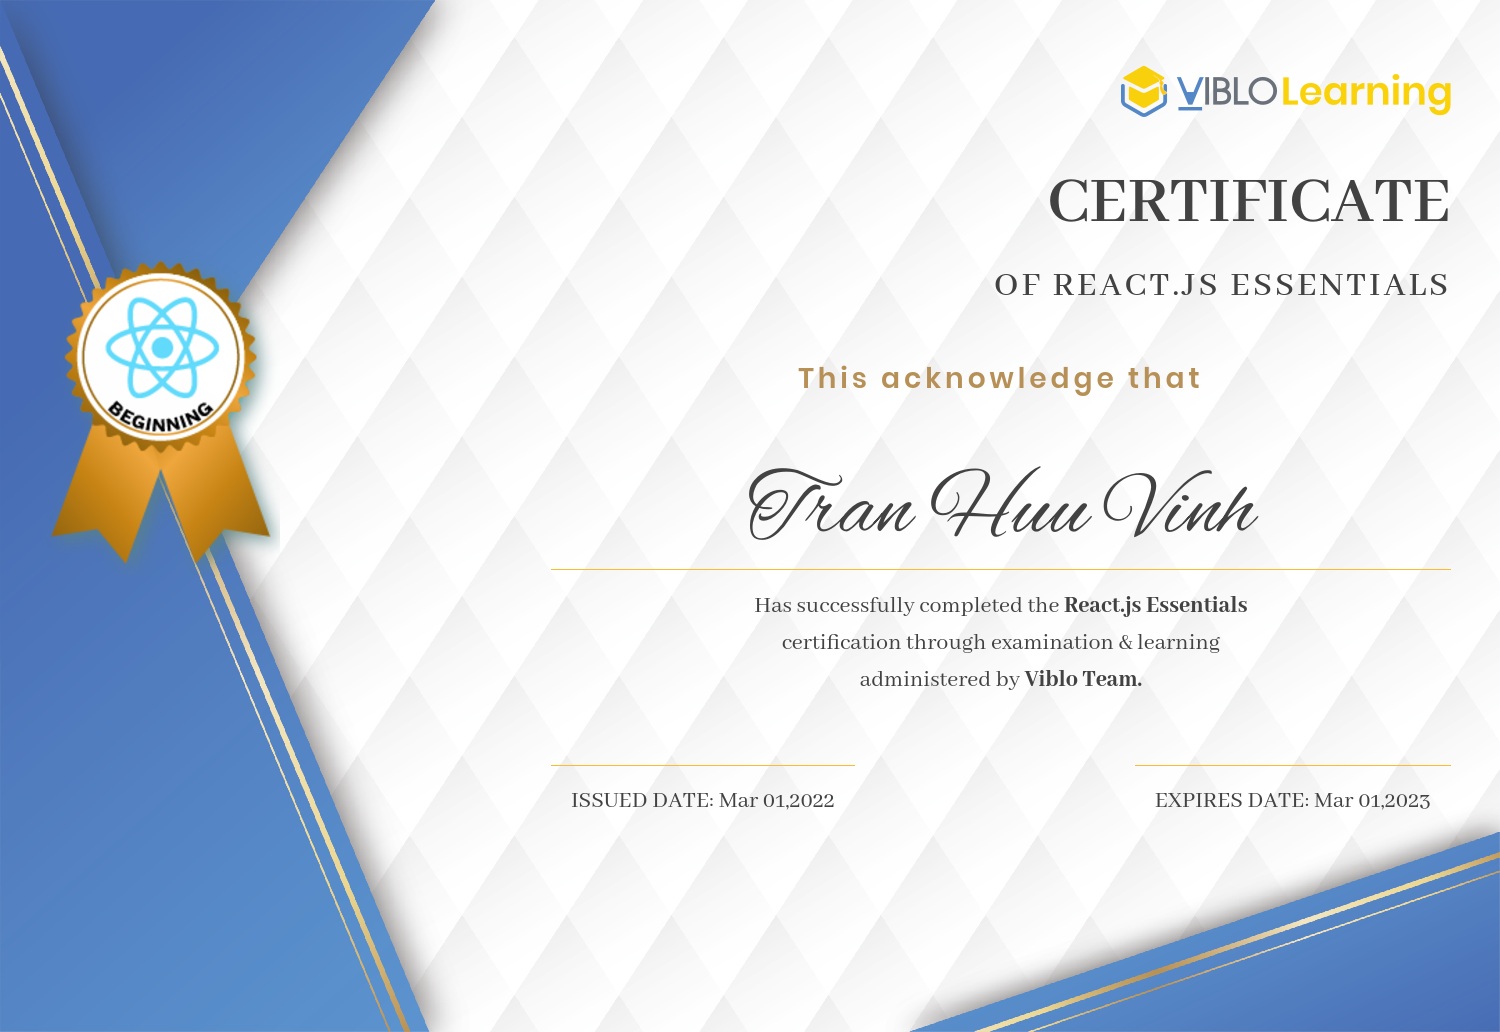 VIBLO Learning
CERTIFICATE
OF REACT.JS ESSENTIALS
BEGINNING
This acknowledge that
Tran Huu Vinh
Has successfully completed the React.js Essentials
certification through examination & learning
administered by Viblo Team.
ISSUED DATE: Mar 01,2022
EXPIRES DATE: Mar 01,2023